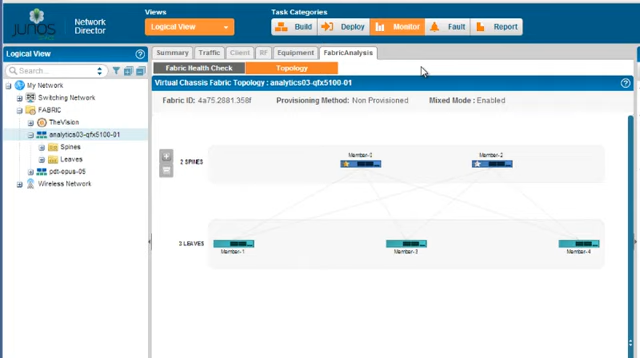 JUNOS
Network
Director
Views
Logical View
Task Categories
Build
Deploy
Monitor
Fault
Report
Logical View
Search...
My Network
Switching Network
FABRIC
TheVision
analytics03-qfx5100-01
Spines
Leaves
pdt-opus-05
Wireless Network
Summary
Traffic
Client
RF
Equipment
FabricAnalysis
Fabric Health Check
Topology
Virtual Chassis Fabric Topology : analytics03-qfx5100-01
Fabric ID: 4a75.2881.358f
Provisioning Method: Non Provisioned
Mixed Mode : Enabled
2 SPINES
Member-2
3 LEAVES
Member-1
Member-3
Member-4